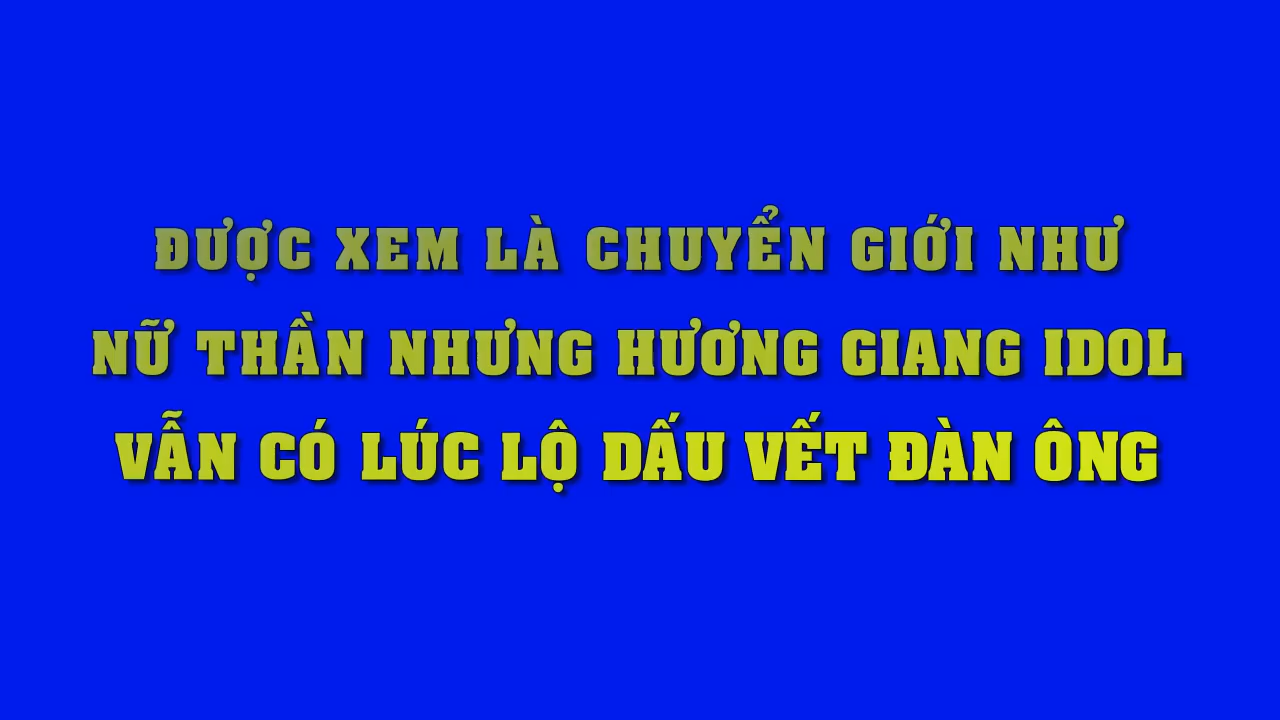 ĐƯỢC XEM LÀ CHUYỂN GIỚI NHƯ
NỮ THẦN NHƯNG HƯƠNG GIANG IDOL
VẪN CÓ LÚC LỘ DẤU VẾT ĐÀN ÔNG